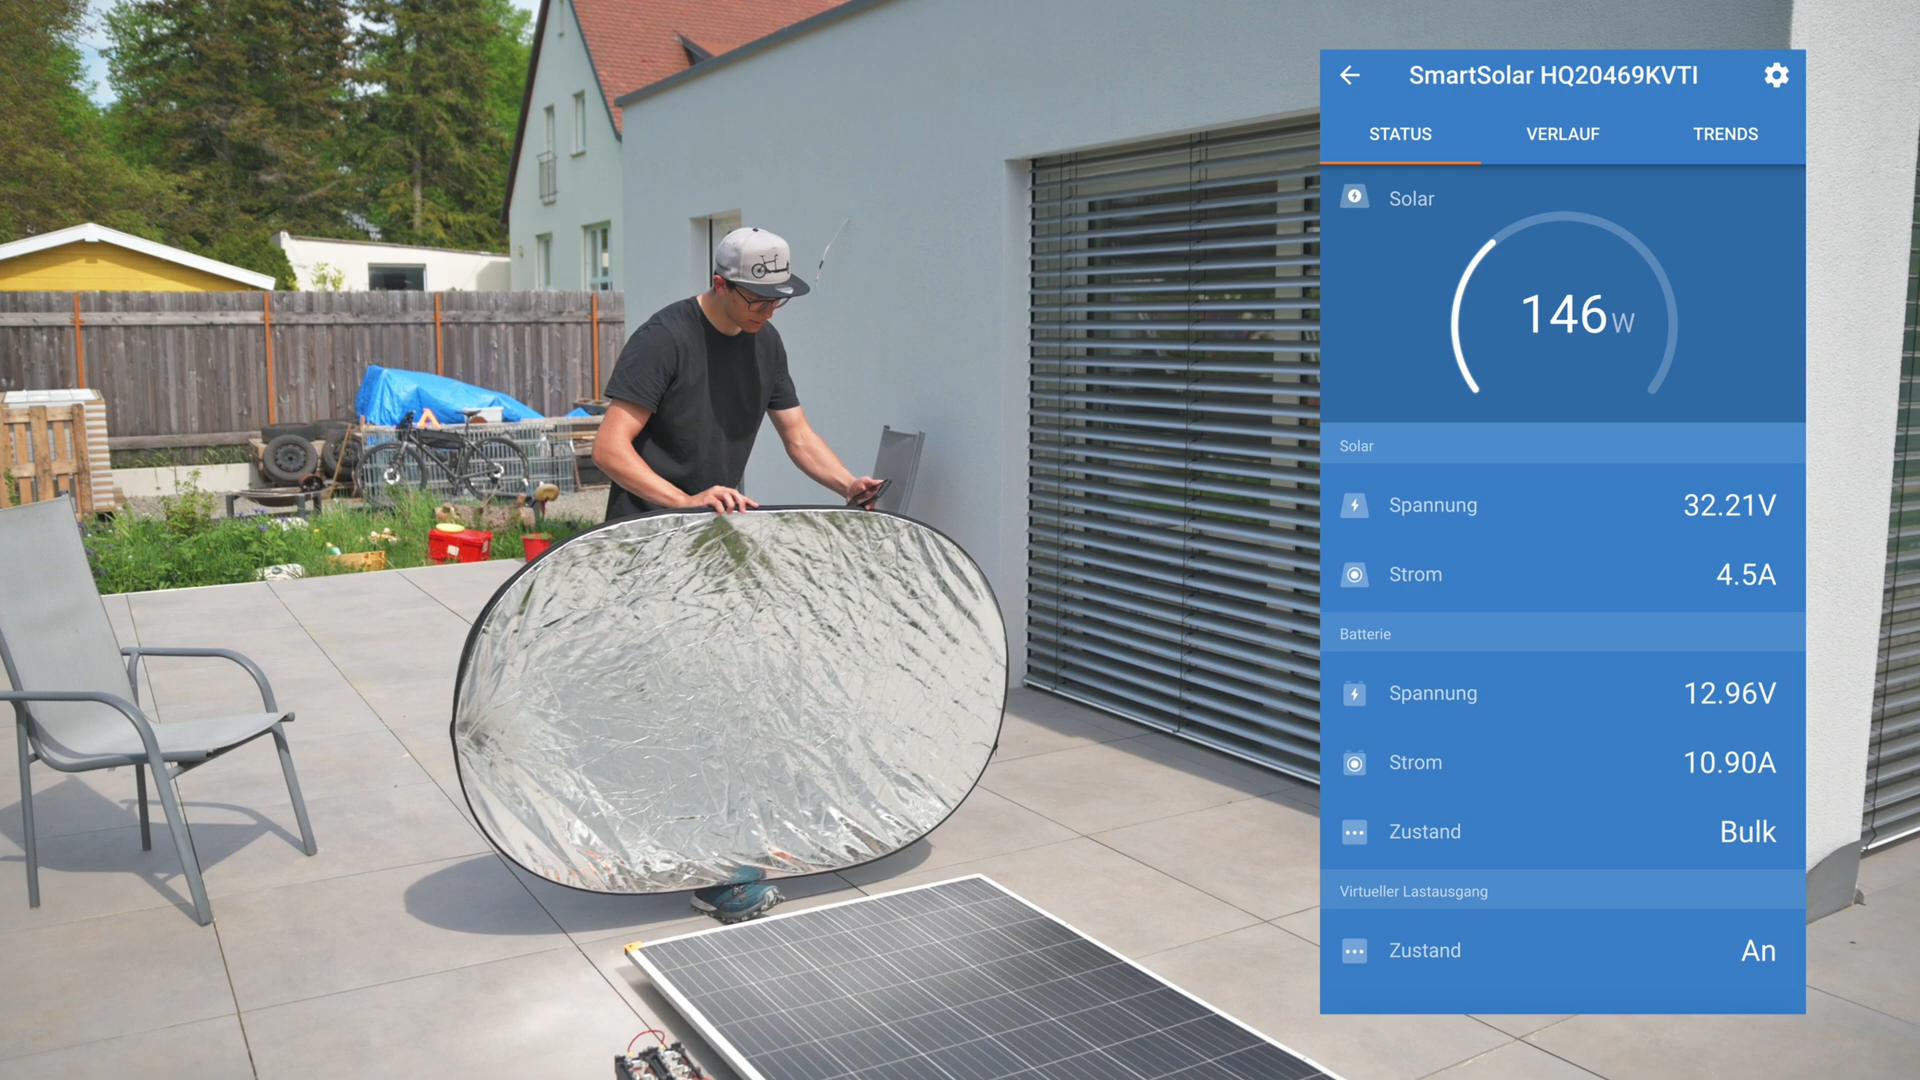 SmartSolar HQ20469KVTI
STATUS VERLAUF TRENDS
Solar
146W
Solar
Spannung 32.21V
Strom 4.5A
Batterie
Spannung 12.96V
Strom 10.90A
Zustand Bulk
Virtueller Lastausgang
Zustand An